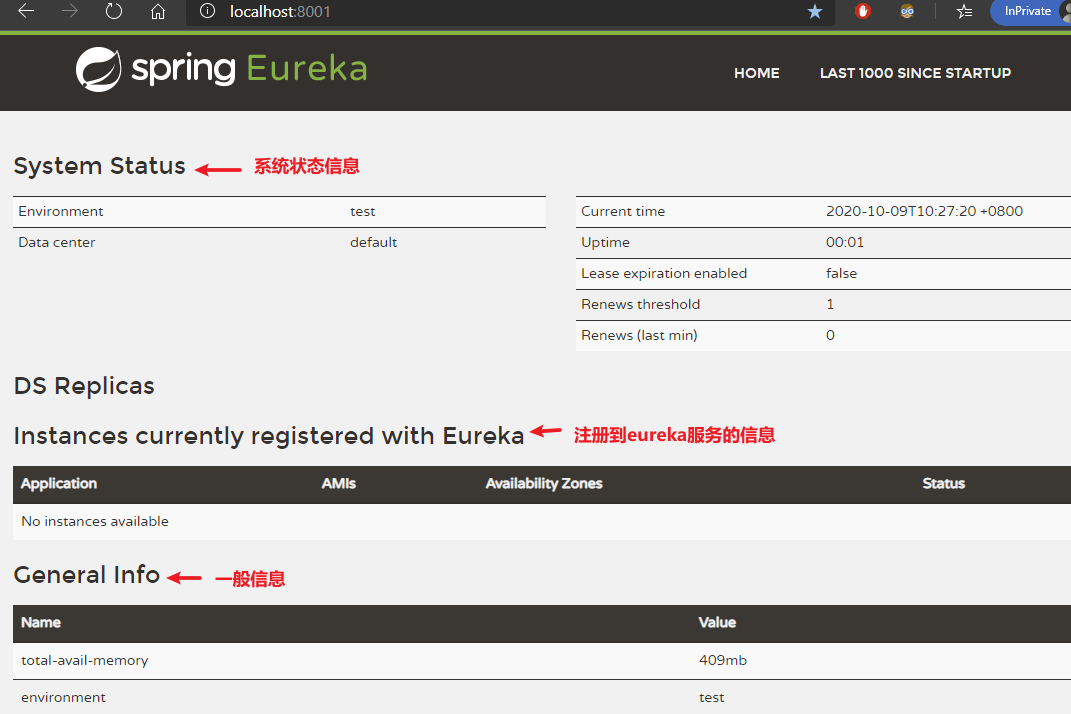 localhost:8001
InPrivate
spring Eureka
HOME LAST 1000 SINCE STARTUP
System Status 系统状态信息
Environment test
Data center default
Current time 2020-10-09T10:27:20 +0800
Uptime 00:01
Lease expiration enabled false
Renews threshold 1
Renews (last min) 0
DS Replicas
Instances currently registered with Eureka 注册到eureka服务的信息
Application AMIs Availability Zones Status
No instances available
General Info 一般信息
Name Value
total-avail-memory 409mb
environment test